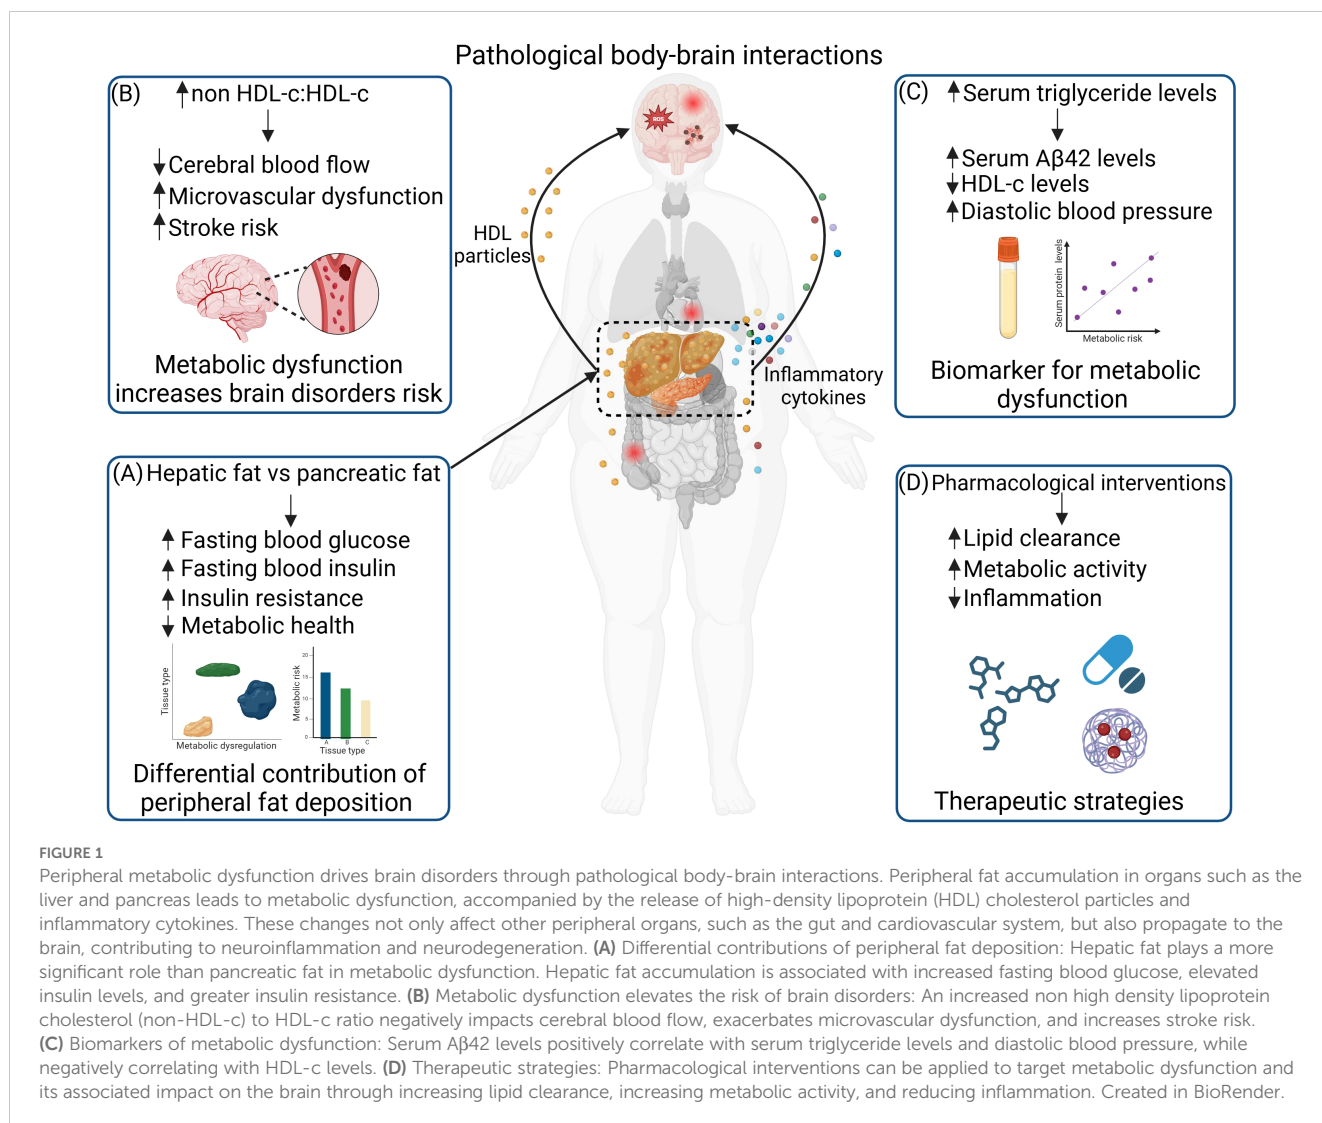 Pathological body-brain interactions
(B)
non HDL-c:HDL-c
Cerebral blood flow
Microvascular dysfunction
Stroke risk
Metabolic dysfunction
increases brain disorders risk
(A) Hepatic fat vs pancreatic fat
Fasting blood glucose
Fasting blood insulin
Insulin resistance
Metabolic health
Tissue type
Metabolic dysregulation
Metabolic risk
20
15
10
5
0
A B C
Tissue type
Differential contribution of
peripheral fat deposition
ROS
HDL
particles
Inflammatory
cytokines
(C)
Serum triglyceride levels
Serum Aβ42 levels
HDL-c levels
Diastolic blood pressure
Serum protein levels
Metabolic risk
Biomarker for metabolic
dysfunction
(D) Pharmacological interventions
Lipid clearance
Metabolic activity
Inflammation
Therapeutic strategies
FIGURE 1
Peripheral metabolic dysfunction drives brain disorders through pathological body-brain interactions. Peripheral fat accumulation in organs such as the
liver and pancreas leads to metabolic dysfunction, accompanied by the release of high-density lipoprotein (HDL) cholesterol particles and
inflammatory cytokines. These changes not only affect other peripheral organs, such as the gut and cardiovascular system, but also propagate to the
brain, contributing to neuroinflammation and neurodegeneration. (A) Differential contributions of peripheral fat deposition: Hepatic fat plays a more
significant role than pancreatic fat in metabolic dysfunction. Hepatic fat accumulation is associated with increased fasting blood glucose, elevated
insulin levels, and greater insulin resistance. (B) Metabolic dysfunction elevates the risk of brain disorders: An increased non high density lipoprotein
cholesterol (non-HDL-c) to HDL-c ratio negatively impacts cerebral blood flow, exacerbates microvascular dysfunction, and increases stroke risk.
(C) Biomarkers of metabolic dysfunction: Serum Aβ42 levels positively correlate with serum triglyceride levels and diastolic blood pressure, while
negatively correlating with HDL-c levels. (D) Therapeutic strategies: Pharmacological interventions can be applied to target metabolic dysfunction and
its associated impact on the brain through increasing lipid clearance, increasing metabolic activity, and reducing inflammation. Created in BioRender.